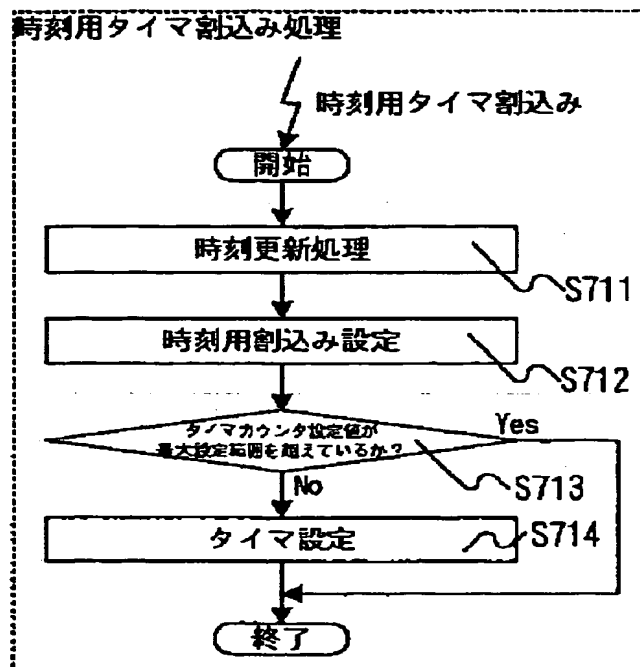 時刻用タイマ割込み処理
時刻用タイマ割込み
開始
時刻更新処理
S711
時刻用割込み設定
S712
タイマカウンタ設定値が
最大設定範囲を超えているか?
Yes
S713
No
タイマ設定
S714
終了